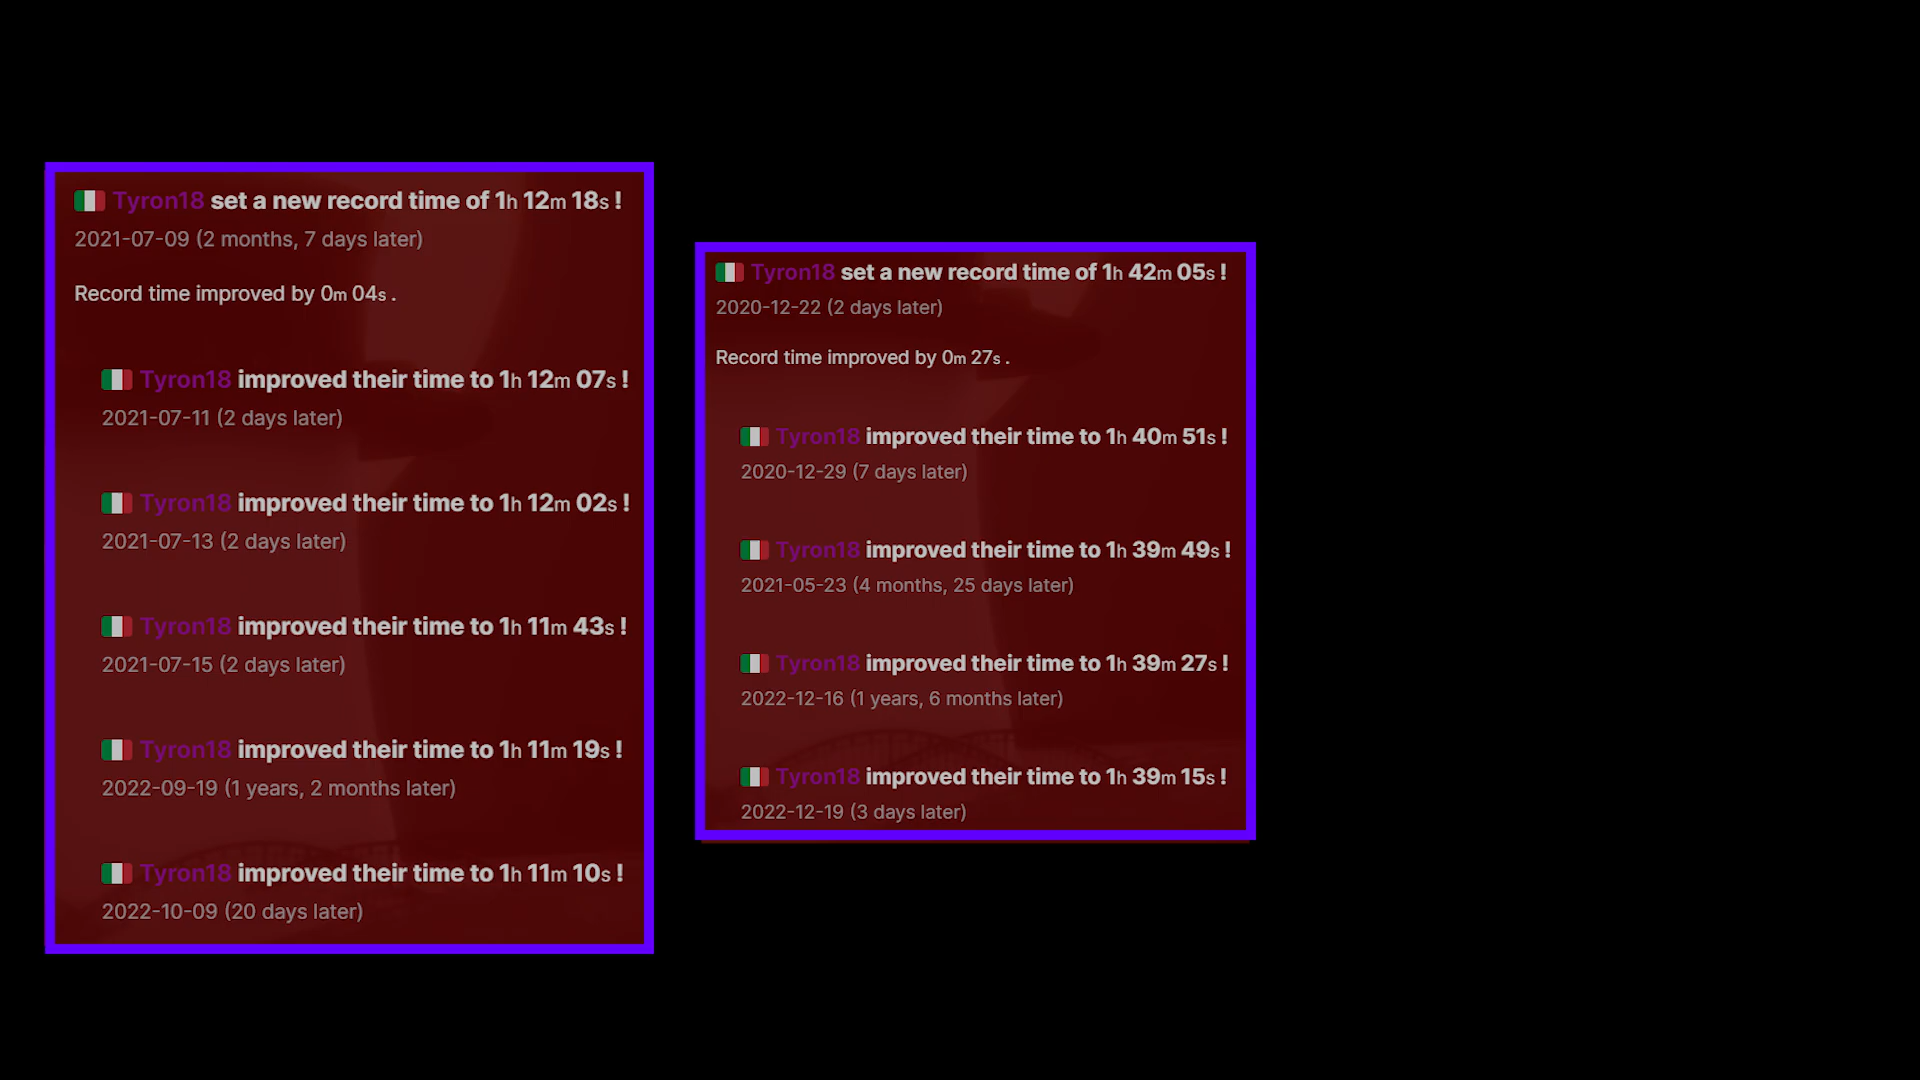 Tyron18 set a new record time of 1h 12m 18s !
2021-07-09 (2 months, 7 days later)
Record time improved by 0m 04s .
Tyron18 improved their time to 1h 12m 07s !
2021-07-11 (2 days later)
Tyron18 improved their time to 1h 12m 02s !
2021-07-13 (2 days later)
Tyron18 improved their time to 1h 11m 43s !
2021-07-15 (2 days later)
Tyron18 improved their time to 1h 11m 19s !
2022-09-19 (1 years, 2 months later)
Tyron18 improved their time to 1h 11m 10s !
2022-10-09 (20 days later)
Tyron18 set a new record time of 1h 42m 05s !
2020-12-22 (2 days later)
Record time improved by 0m 27s .
Tyron18 improved their time to 1h 40m 51s !
2020-12-29 (7 days later)
Tyron18 improved their time to 1h 39m 49s !
2021-05-23 (4 months, 25 days later)
Tyron18 improved their time to 1h 39m 27s !
2022-12-16 (1 years, 6 months later)
Tyron18 improved their time to 1h 39m 15s !
2022-12-19 (3 days later)